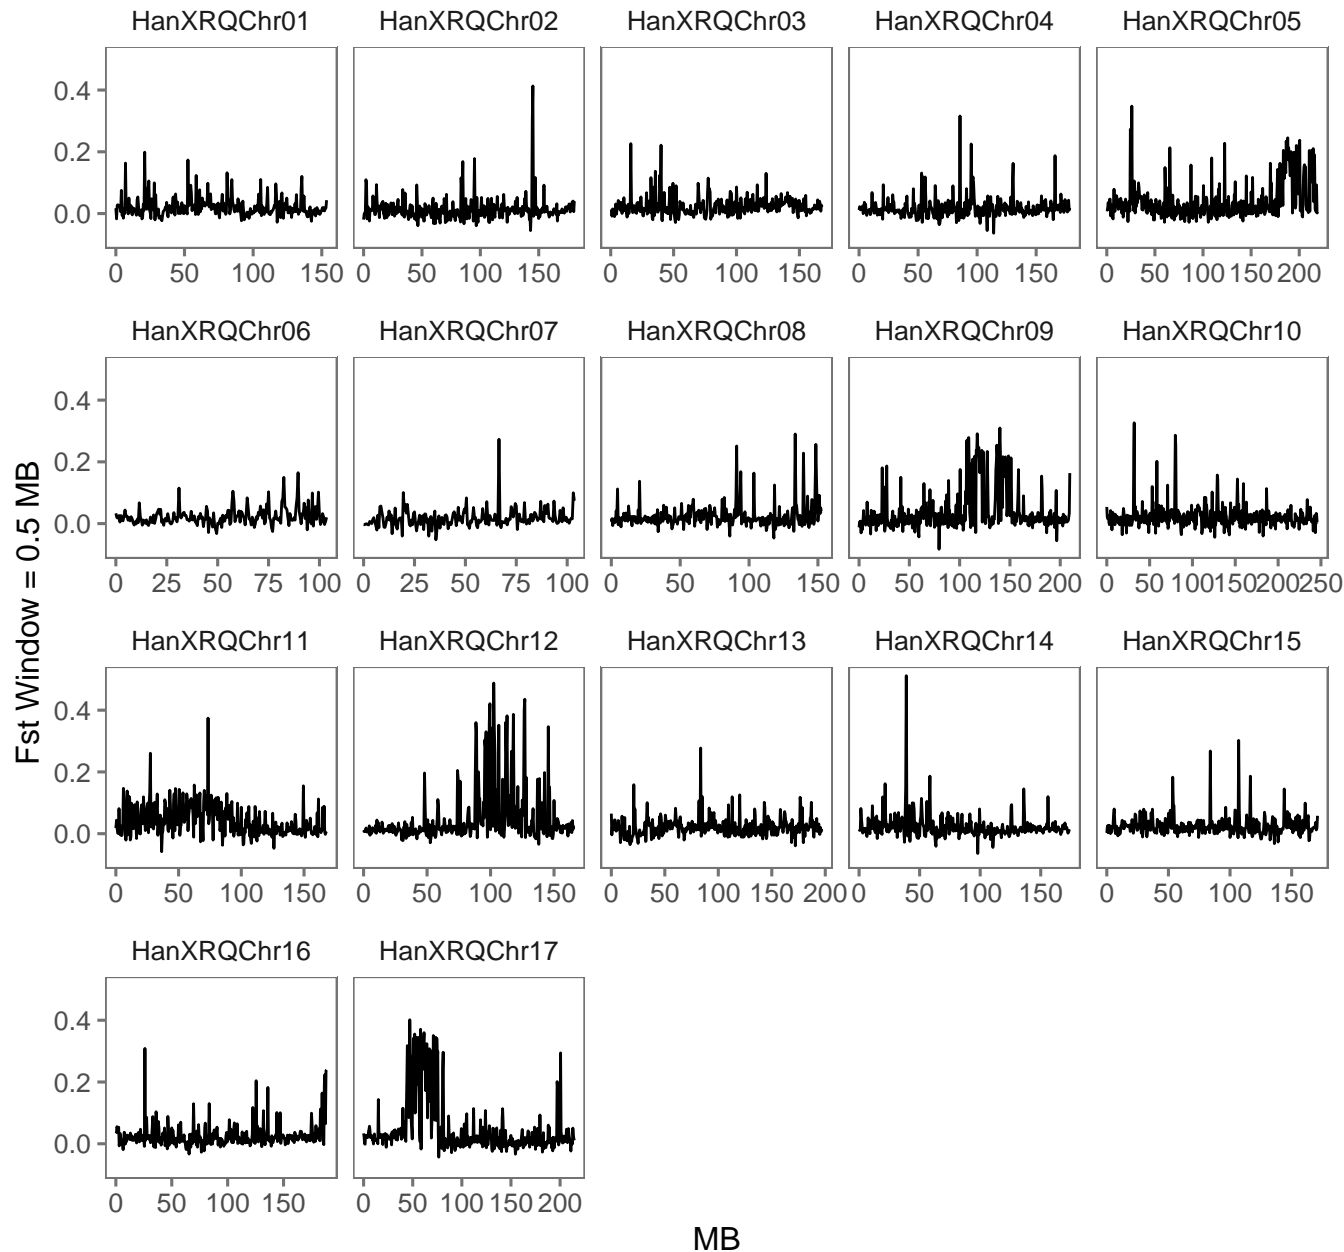 HanXRQChr01 HanXRQChr02 HanXRQChr03 HanXRQChr04 HanXRQChr05
0.4
0.2
0.0
0 50 100 150 0 50 100 150 0 50 100 150 0 50 100 150 0 50 100 150 200
HanXRQChr06 HanXRQChr07 HanXRQChr08 HanXRQChr09 HanXRQChr10
0.4
0.2
0.0
0 25 50 75 100 0 25 50 75 100 0 50 100 150 0 50 100 150 200 0 50 100 150 200 250
Fst Window = 0.5 MB
HanXRQChr11 HanXRQChr12 HanXRQChr13 HanXRQChr14 HanXRQChr15
0.4
0.2
0.0
0 50 100 150 0 50 100 150 0 50 100 150 200 0 50 100 150 0 50 100 150
HanXRQChr16 HanXRQChr17
0.4
0.2
0.0
0 50 100 150 0 50 100 150 200
MB